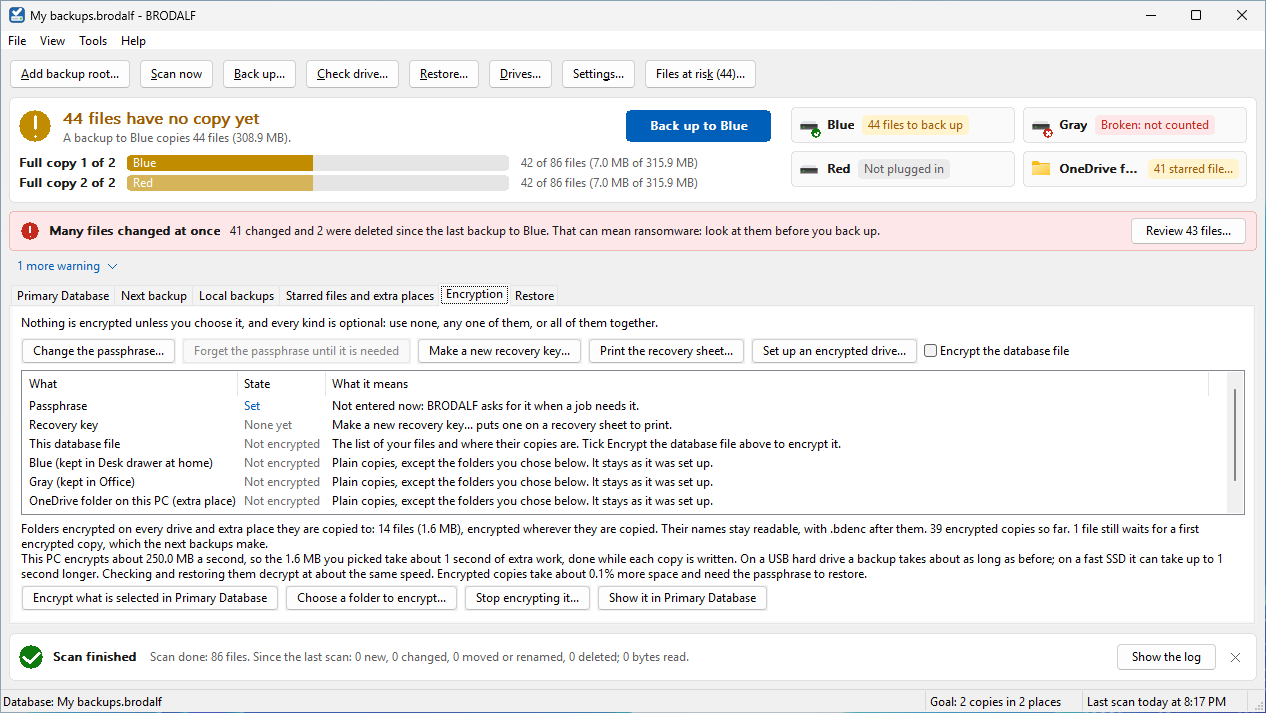 My backups.brodalf - BRODALF
File View Tools Help
Add backup root... Scan now Back up... Check drive... Restore... Drives... Settings... Files at risk (44)...
44 files have no copy yet
A backup to Blue copies 44 files (308.9 MB).
Back up to Blue
Full copy 1 of 2 Blue 42 of 86 files (7.0 MB of 315.9 MB)
Full copy 2 of 2 Red 42 of 86 files (7.0 MB of 315.9 MB)
Blue 44 files to back up
Gray Broken: not counted
Red Not plugged in
OneDrive f... 41 starred file...
Many files changed at once 41 changed and 2 were deleted since the last backup to Blue. That can mean ransomware: look at them before you back up. Review 43 files...
1 more warning
Primary Database Next backup Local backups Starred files and extra places Encryption Restore
Nothing is encrypted unless you choose it, and every kind is optional: use none, any one of them, or all of them together.
Change the passphrase... Forget the passphrase until it is needed Make a new recovery key... Print the recovery sheet... Set up an encrypted drive... Encrypt the database file
What State What it means
Passphrase Set Not entered now: BRODALF asks for it when a job needs it.
Recovery key None yet Make a new recovery key... puts one on a recovery sheet to print.
This database file Not encrypted The list of your files and where their copies are. Tick Encrypt the database file above to encrypt it.
Blue (kept in Desk drawer at home) Not encrypted Plain copies, except the folders you chose below. It stays as it was set up.
Gray (kept in Office) Not encrypted Plain copies, except the folders you chose below. It stays as it was set up.
OneDrive folder on this PC (extra place) Not encrypted Plain copies, except the folders you chose below. It stays as it was set up.
Folders encrypted on every drive and extra place they are copied to: 14 files (1.6 MB), encrypted wherever they are copied. Their names stay readable, with .bdenc after them. 39 encrypted copies so far. 1 file still waits for a first
encrypted copy, which the next backups make.
This PC encrypts about 250.0 MB a second, so the 1.6 MB you picked take about 1 second of extra work, done while each copy is written. On a USB hard drive a backup takes about as long as before; on a fast SSD it can take up to 1
second longer. Checking and restoring them decrypt at about the same speed. Encrypted copies take about 0.1% more space and need the passphrase to restore.
Encrypt what is selected in Primary Database Choose a folder to encrypt... Stop encrypting it... Show it in Primary Database
Scan finished Scan done: 86 files. Since the last scan: 0 new, 0 changed, 0 moved or renamed, 0 deleted; 0 bytes read. Show the log
Database: My backups.brodalf Goal: 2 copies in 2 places Last scan today at 8:17 PM